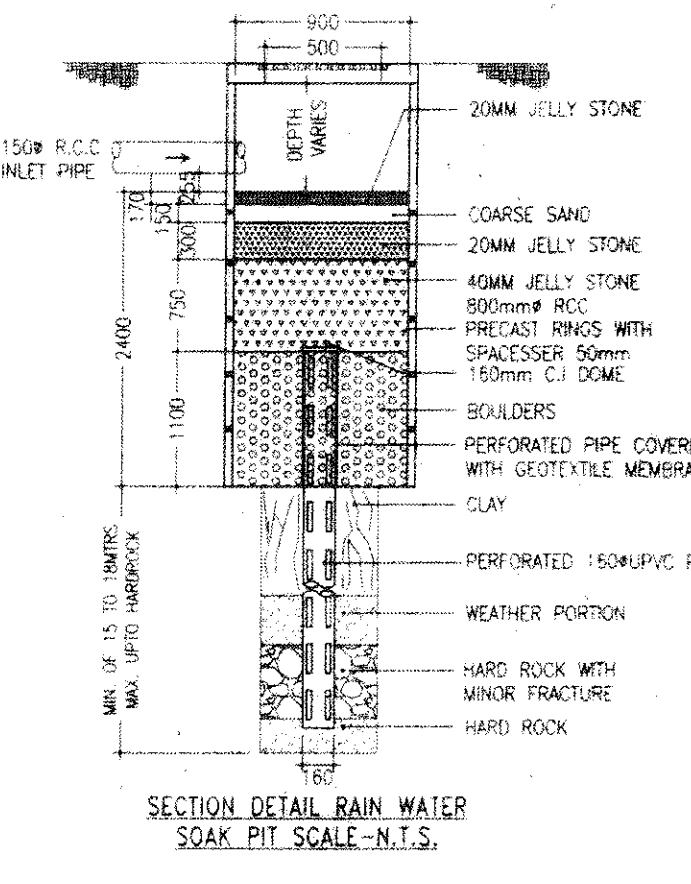 900
500
20MM JELLY STONE
DEPTH
VARIES
150ø R.C.C
INLET PIPE
265
170
150
COARSE SAND
300
20MM JELLY STONE
40MM JELLY STONE
800mmø RCC
PRECAST RINGS WITH
SPACESSER 50mm
160mm C.I DOME
750
2400
1100
BOULDERS
PERFORATED PIPE COVER
WITH GEOTEXTILE MEMBRA
CLAY
PERFORATED 160øUPVC P
WEATHER PORTION
MIN. OF 15 TO 18MTRS
MAX. UPTO HARDROCK
HARD ROCK WITH
MINOR FRACTURE
HARD ROCK
160
SECTION DETAIL RAIN WATER
SOAK PIT SCALE-N.T.S.